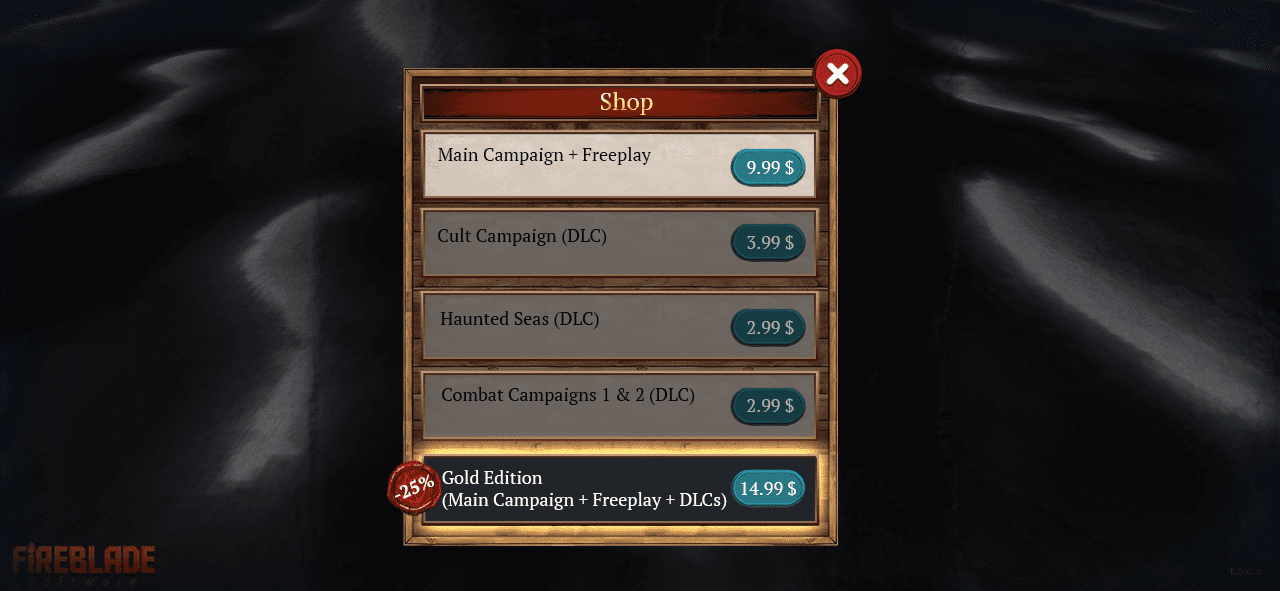 Shop
Main Campaign + Freeplay
9.99 $
Cult Campaign (DLC)
3.99 $
Haunted Seas (DLC)
2.99 $
Combat Campaigns 1 & 2 (DLC)
2.99 $
-25%
Gold Edition
(Main Campaign + Freeplay + DLCs)
14.99 $
FIREBLADE
software